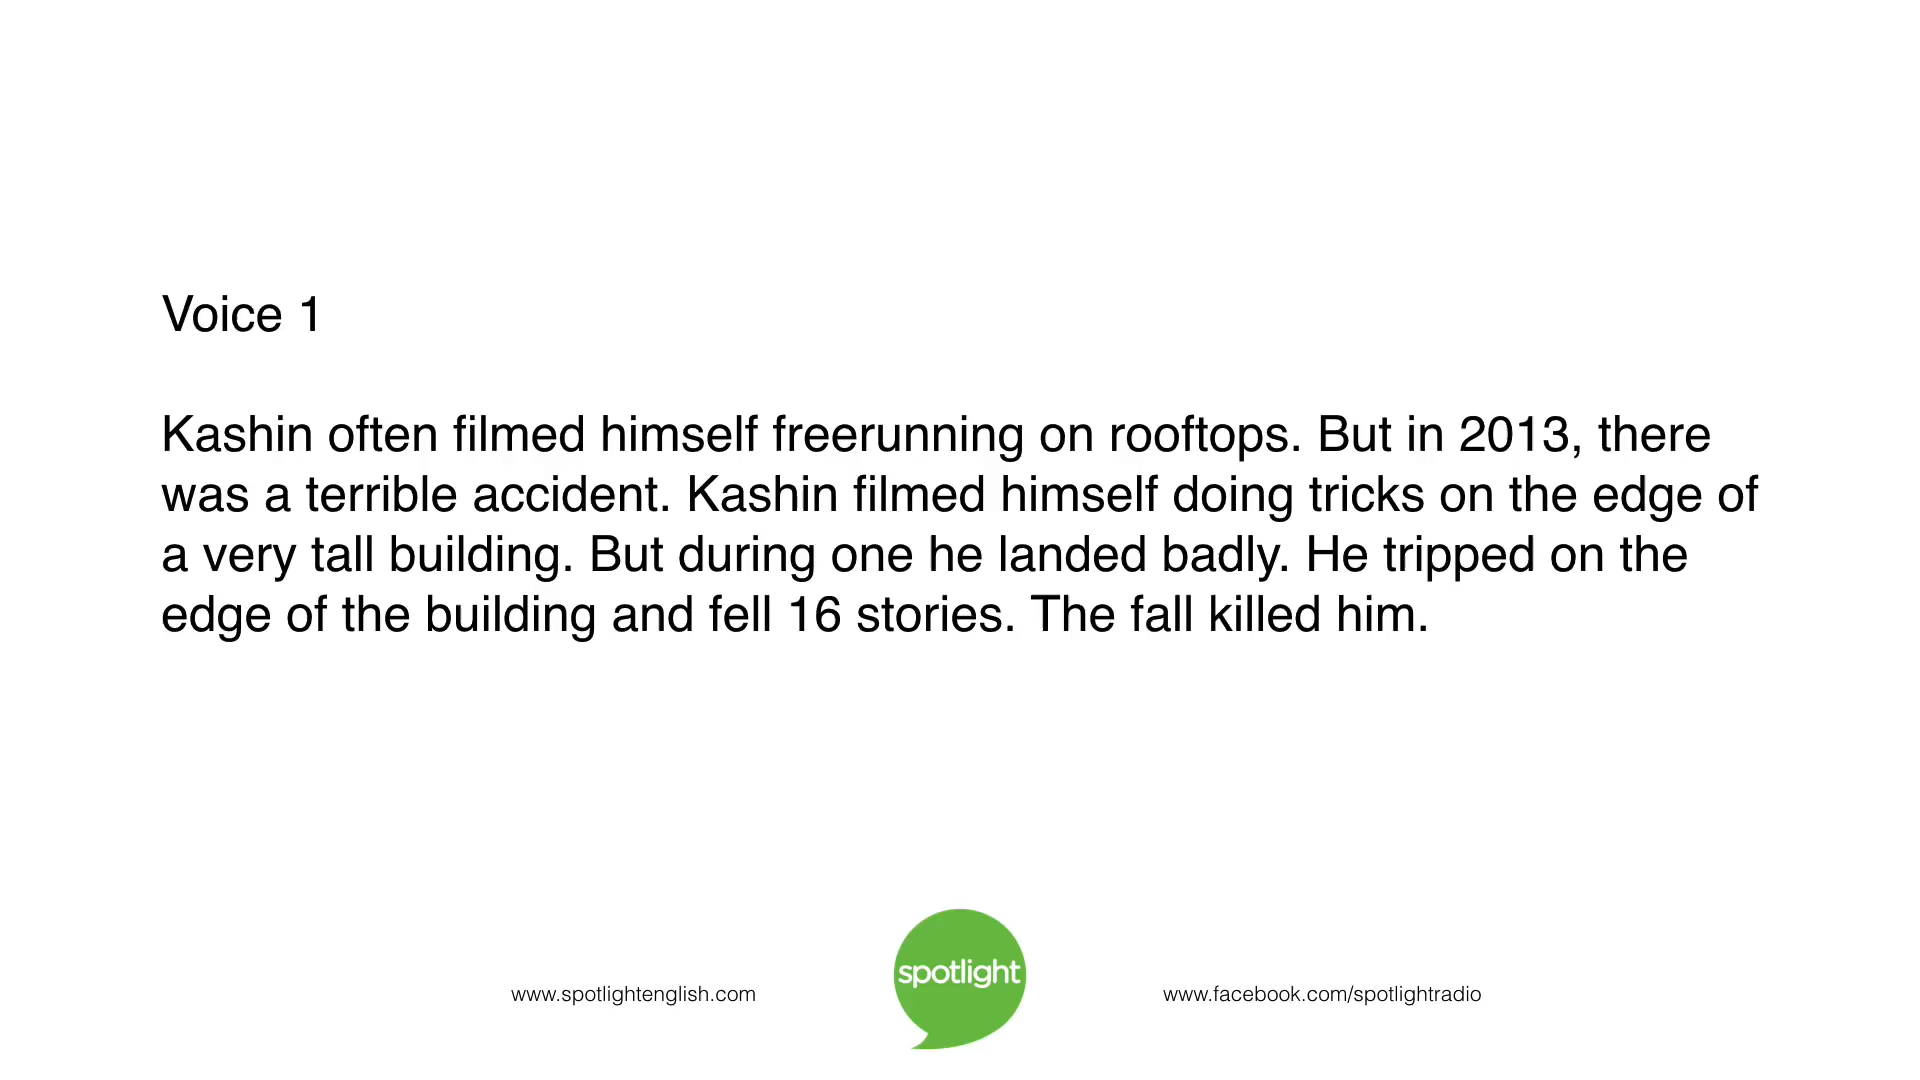 Voice 1
Kashin often filmed himself freerunning on rooftops. But in 2013, there
was a terrible accident. Kashin filmed himself doing tricks on the edge of
a very tall building. But during one he landed badly. He tripped on the
edge of the building and fell 16 stories. The fall killed him.
spotlight
www.spotlightenglish.com
www.facebook.com/spotlightradio